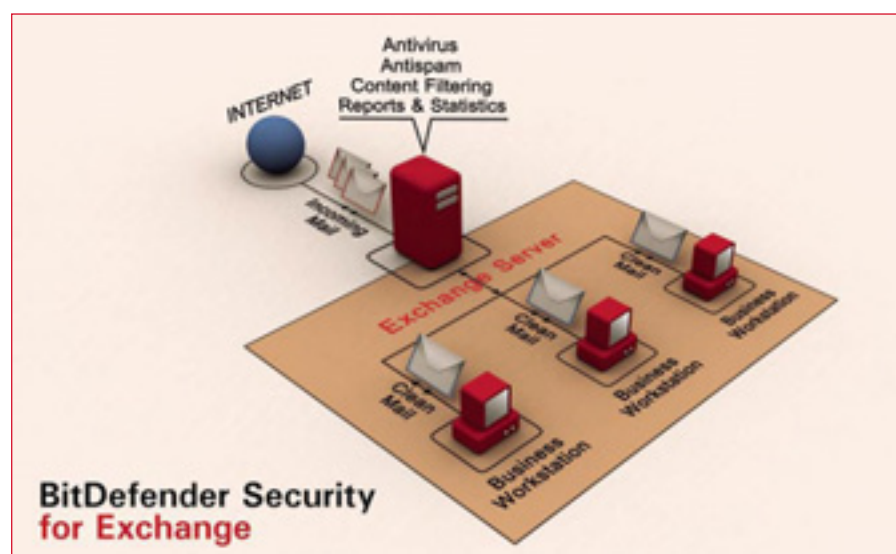 Antivirus
Antispam
Content Filtering
Reports & Statistics
INTERNET
Incoming
Mail
Exchange Server
Clean
Mail
Business
Workstation
Clean
Mail
Business
Workstation
Clean
Mail
Business
Workstation
BitDefender Security
for Exchange